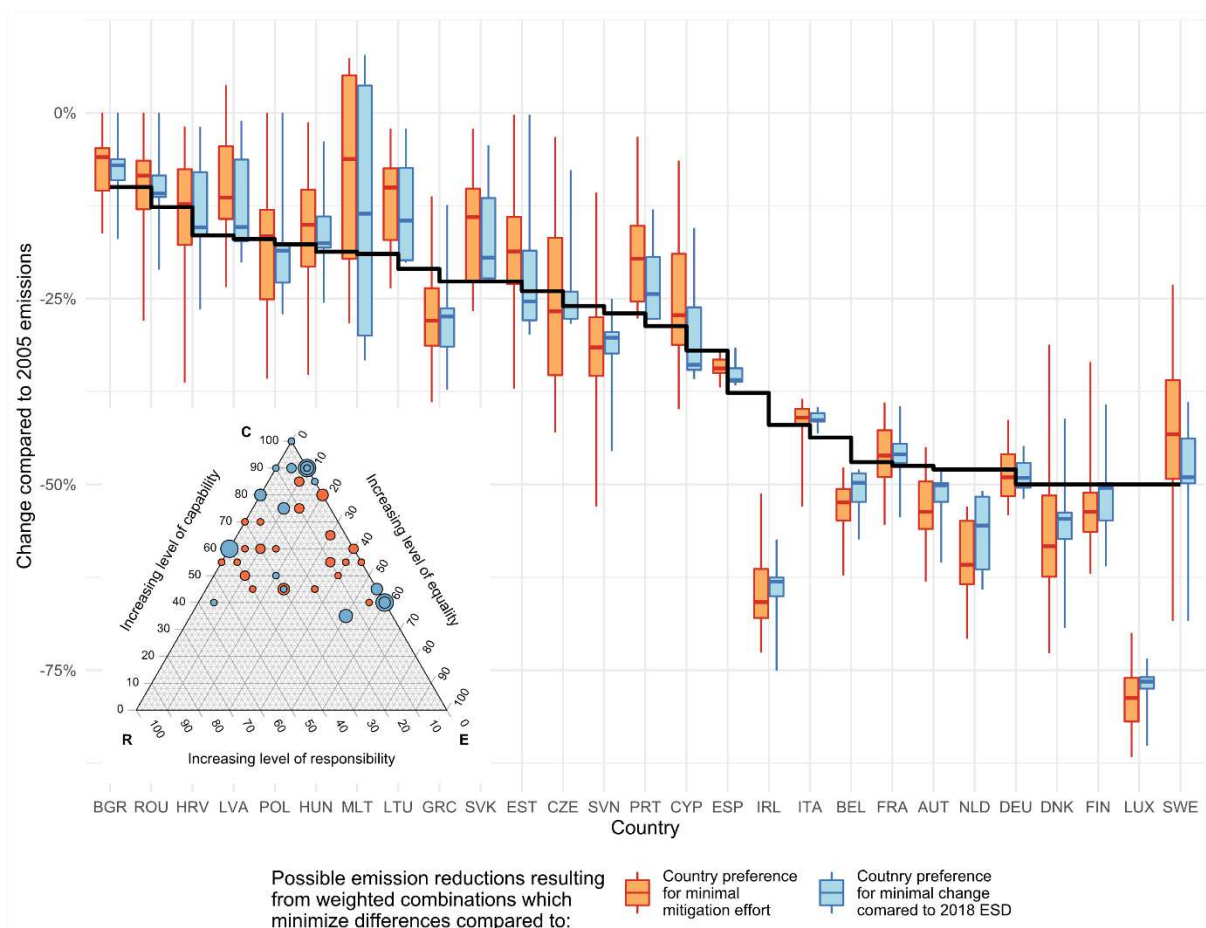 0%
-25%
-50%
-75%
Change compared to 2005 emissions
C
100
90
80
70
60
50
40
30
20
10
0
0
10
20
30
40
50
60
70
80
90
100
100
90
80
70
60
50
40
30
20
10
0
Increasing level of capability
Increasing level of equality
R
E
Increasing level of responsibility
BGR ROU HRV LVA POL HUN MLT LTU GRC SVK EST CZE SVN PRT CYP ESP IRL ITA BEL FRA AUT NLD DEU DNK FIN LUX SWE
Country
Possible emission reductions resulting
from weighted combinations which
minimize differences compared to:
Country preference
for minimal
mitigation effort
Coutnry preference
for minimal change
comared to 2018 ESD